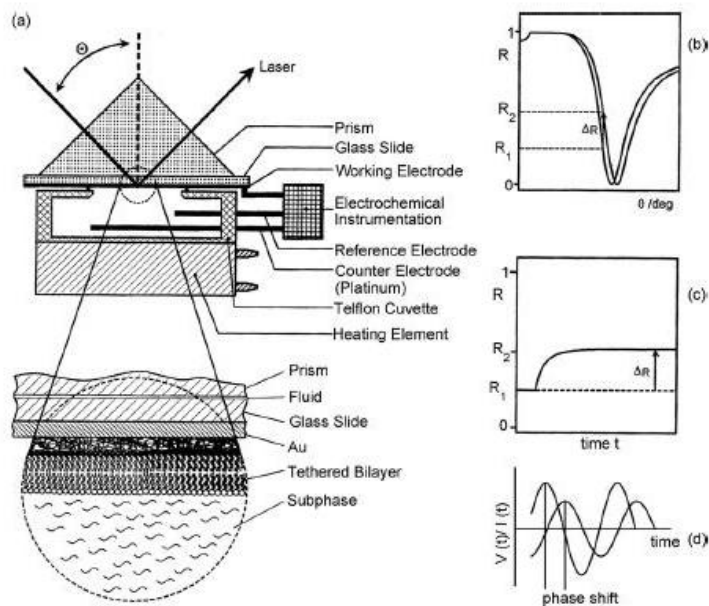 (a)
Θ
Laser
Prism
Glass Slide
Working Electrode
Electrochemical
Instrumentation
Reference Electrode
Counter Electrode
(Platinum)
Telflon Cuvette
Heating Element
Prism
Fluid
Glass Slide
Au
Tethered Bilayer
Subphase
(b)
1
R
R2
ΔR
R1
0
θ /deg
(c)
1
R
R2
ΔR
R1
0
time t
(d)
V (t)/ I (t)
time
phase shift